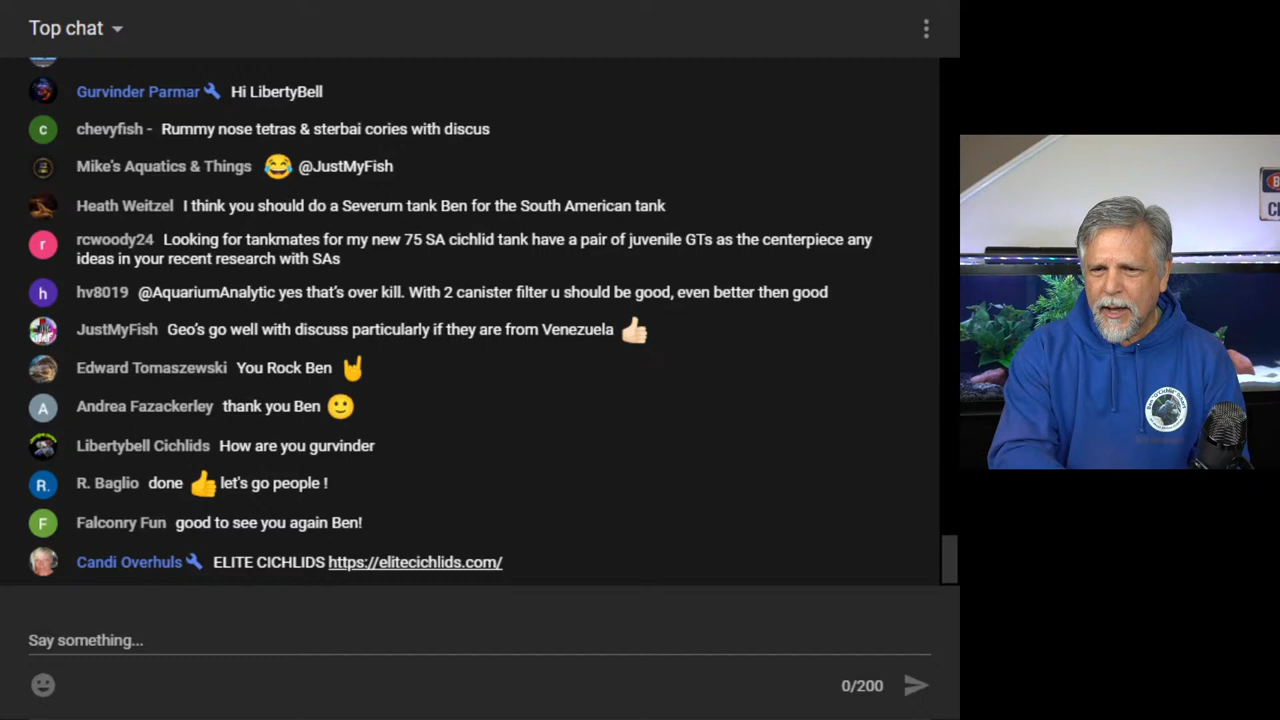 Top chat
Gurvinder Parmar Hi LibertyBell
chevyfish - Rummy nose tetras & sterbai cories with discus
Mike's Aquatics & Things 😂 @JustMyFish
Heath Weitzel I think you should do a Severum tank Ben for the South American tank
r rcwoody24 Looking for tankmates for my new 75 SA cichlid tank have a pair of juvenile GTs as the centerpiece any
ideas in your recent research with SAs
h hv8019 @AquariumAnalytic yes that's over kill. With 2 canister filter u should be good, even better then good
JustMyFish Geo's go well with discuss particularly if they are from Venezuela 👍🏻
Edward Tomaszewski You Rock Ben 🤘
A Andrea Fazackerley thank you Ben 🙂
Libertybell Cichlids How are you gurvinder
R. R. Baglio done 👍 let's go people !
F Falconry Fun good to see you again Ben!
Candi Overhuls ELITE CICHLIDS https://elitecichlids.com/
Say something...
0/200